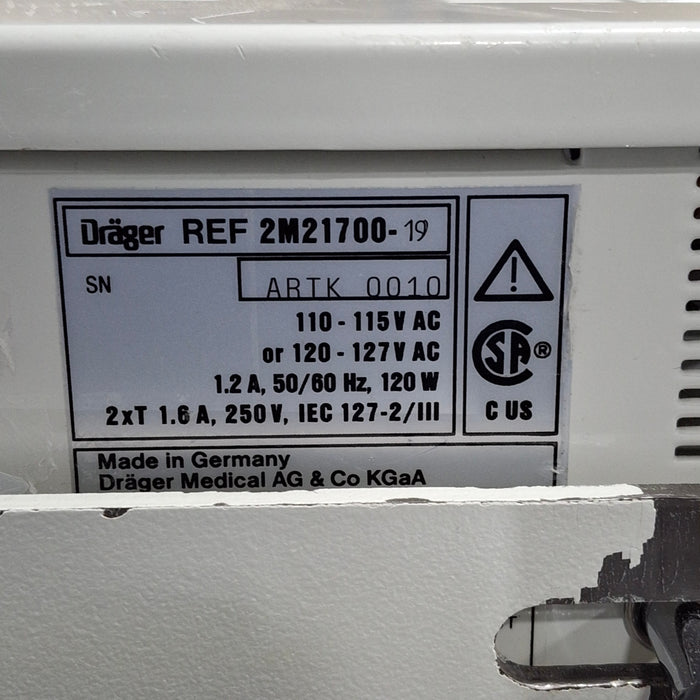 Dräger REF 2M21700-19
SN ARTK 0010
110 - 115 V AC
or 120 - 127 V AC
1.2 A, 50/60 Hz, 120 W
2xT 1.6 A, 250 V, IEC 127-2/III
SA ®
C US
Made in Germany
Dräger Medical AG & Co KGaA